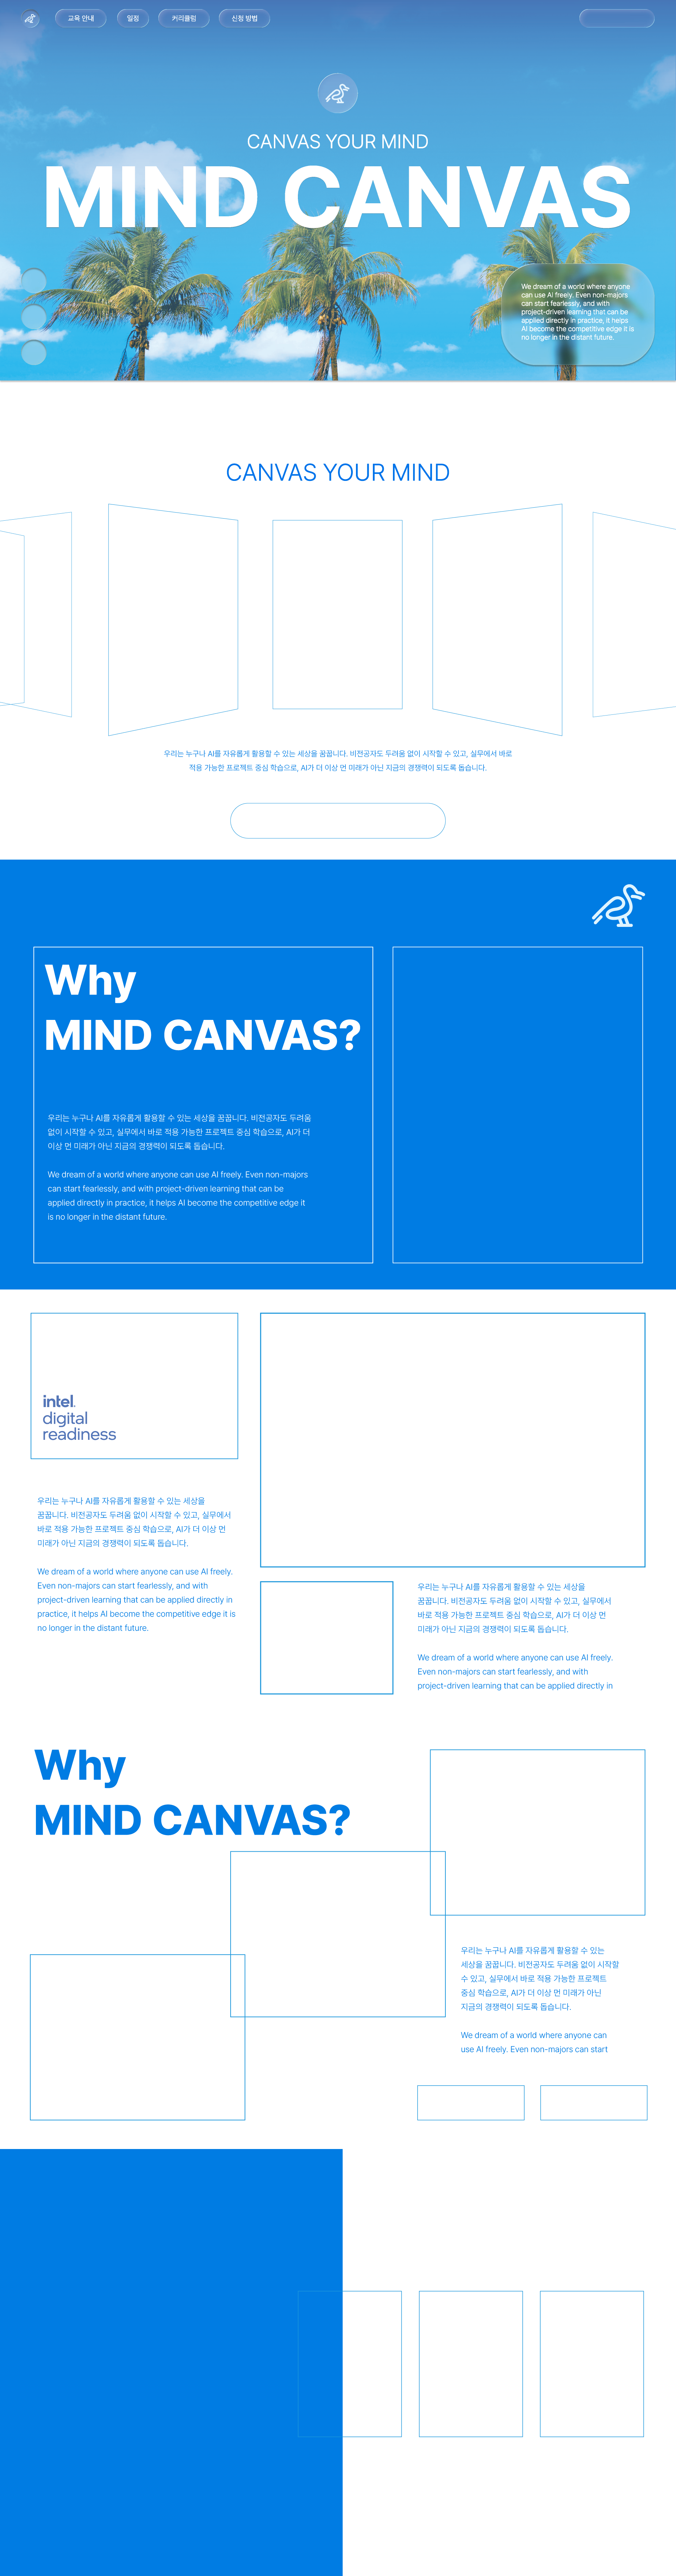 교육 안내
일정
커리큘럼
신청 방법
CANVAS YOUR MIND
MIND CANVAS
We dream of a world where anyone
can use AI freely. Even non-majors
can start fearlessly, and with
project-driven learning that can be
applied directly in practice, it helps
AI become the competitive edge it is
no longer in the distant future.
CANVAS YOUR MIND
우리는 누구나 AI를 자유롭게 활용할 수 있는 세상을 꿈꿉니다. 비전공자도 두려움 없이 시작할 수 있고, 실무에서 바로
적용 가능한 프로젝트 중심 학습으로, AI가 더 이상 먼 미래가 아닌 지금의 경쟁력이 되도록 돕습니다.
Why
MIND CANVAS?
우리는 누구나 AI를 자유롭게 활용할 수 있는 세상을 꿈꿉니다. 비전공자도 두려움
없이 시작할 수 있고, 실무에서 바로 적용 가능한 프로젝트 중심 학습으로, AI가 더
이상 먼 미래가 아닌 지금의 경쟁력이 되도록 돕습니다.
We dream of a world where anyone can use AI freely. Even non-majors
can start fearlessly, and with project-driven learning that can be
applied directly in practice, it helps AI become the competitive edge it
is no longer in the distant future.
intel.
digital
readiness
우리는 누구나 AI를 자유롭게 활용할 수 있는 세상을
꿈꿉니다. 비전공자도 두려움 없이 시작할 수 있고, 실무에서
바로 적용 가능한 프로젝트 중심 학습으로, AI가 더 이상 먼
미래가 아닌 지금의 경쟁력이 되도록 돕습니다.
We dream of a world where anyone can use AI freely.
Even non-majors can start fearlessly, and with
project-driven learning that can be applied directly in
practice, it helps AI become the competitive edge it is
no longer in the distant future.
우리는 누구나 AI를 자유롭게 활용할 수 있는 세상을
꿈꿉니다. 비전공자도 두려움 없이 시작할 수 있고, 실무에서
바로 적용 가능한 프로젝트 중심 학습으로, AI가 더 이상 먼
미래가 아닌 지금의 경쟁력이 되도록 돕습니다.
We dream of a world where anyone can use AI freely.
Even non-majors can start fearlessly, and with
project-driven learning that can be applied directly in
Why
MIND CANVAS?
우리는 누구나 AI를 자유롭게 활용할 수 있는
세상을 꿈꿉니다. 비전공자도 두려움 없이 시작할
수 있고, 실무에서 바로 적용 가능한 프로젝트
중심 학습으로, AI가 더 이상 먼 미래가 아닌
지금의 경쟁력이 되도록 돕습니다.
We dream of a world where anyone can
use AI freely. Even non-majors can start